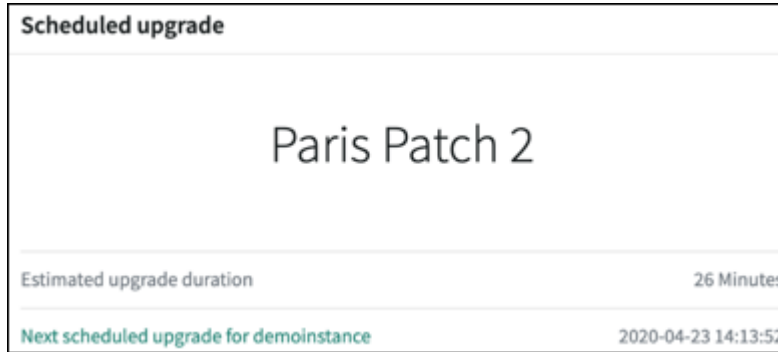 Scheduled upgrade
Paris Patch 2
Estimated upgrade duration 26 Minutes
Next scheduled upgrade for demoinstance 2020-04-23 14:13:52